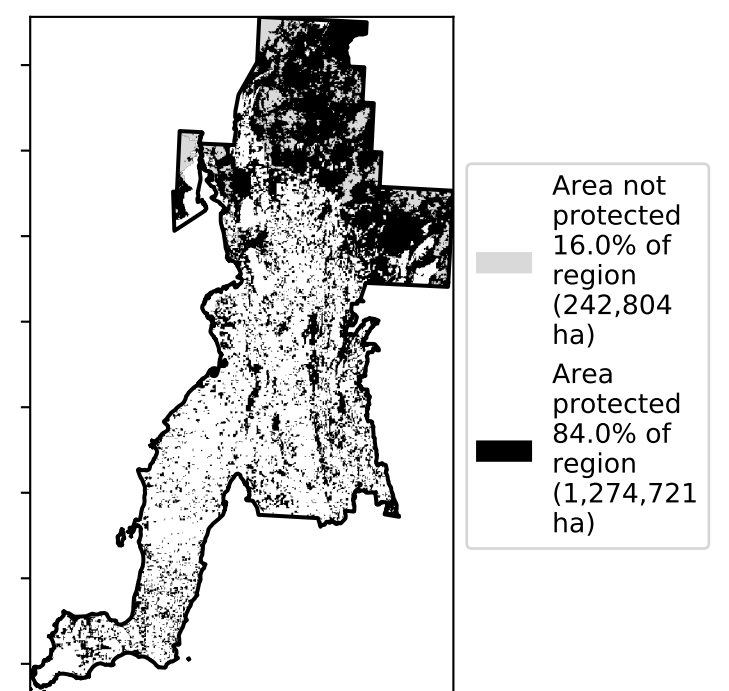 Area not
protected
16.0% of
region
(242,804
ha)
Area
protected
84.0% of
region
(1,274,721
ha)